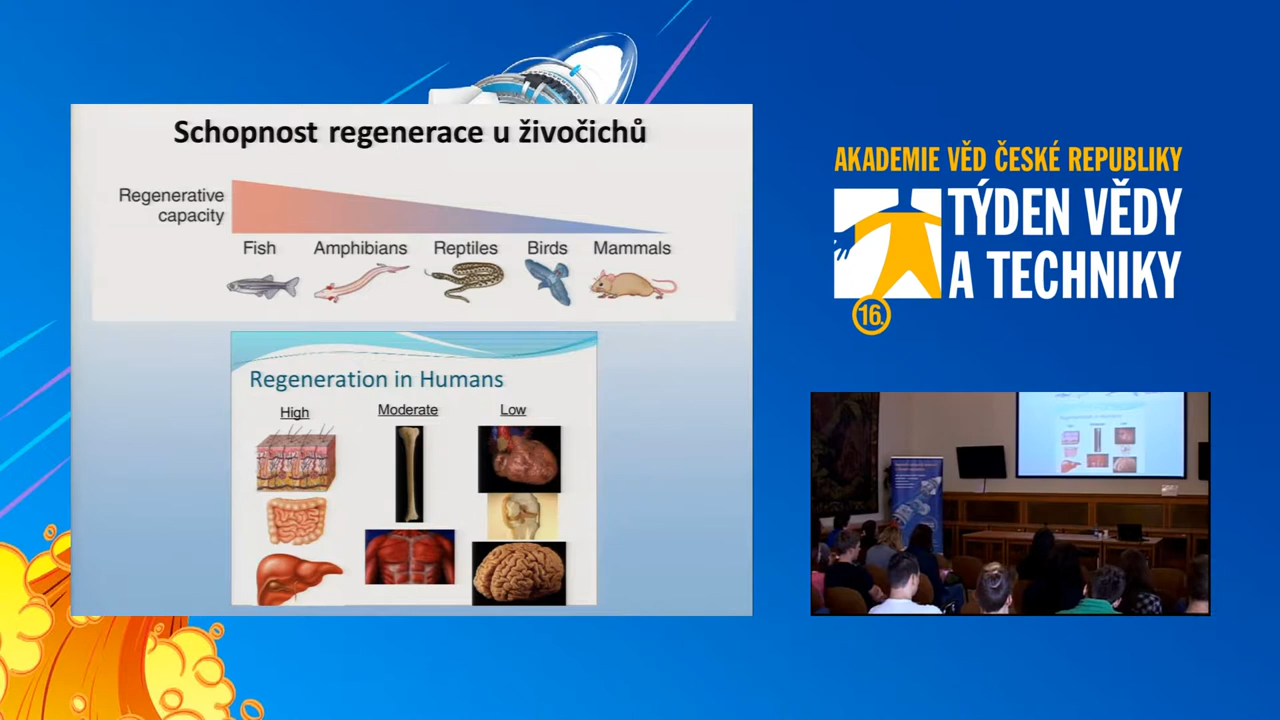 Schopnost regenerace u živočichů
Regenerative
capacity
Fish Amphibians Reptiles Birds Mammals
Regeneration in Humans
High Moderate Low
AKADEMIE VĚD ČESKÉ REPUBLIKY
TÝDEN VĚDY
A TECHNIKY
16.